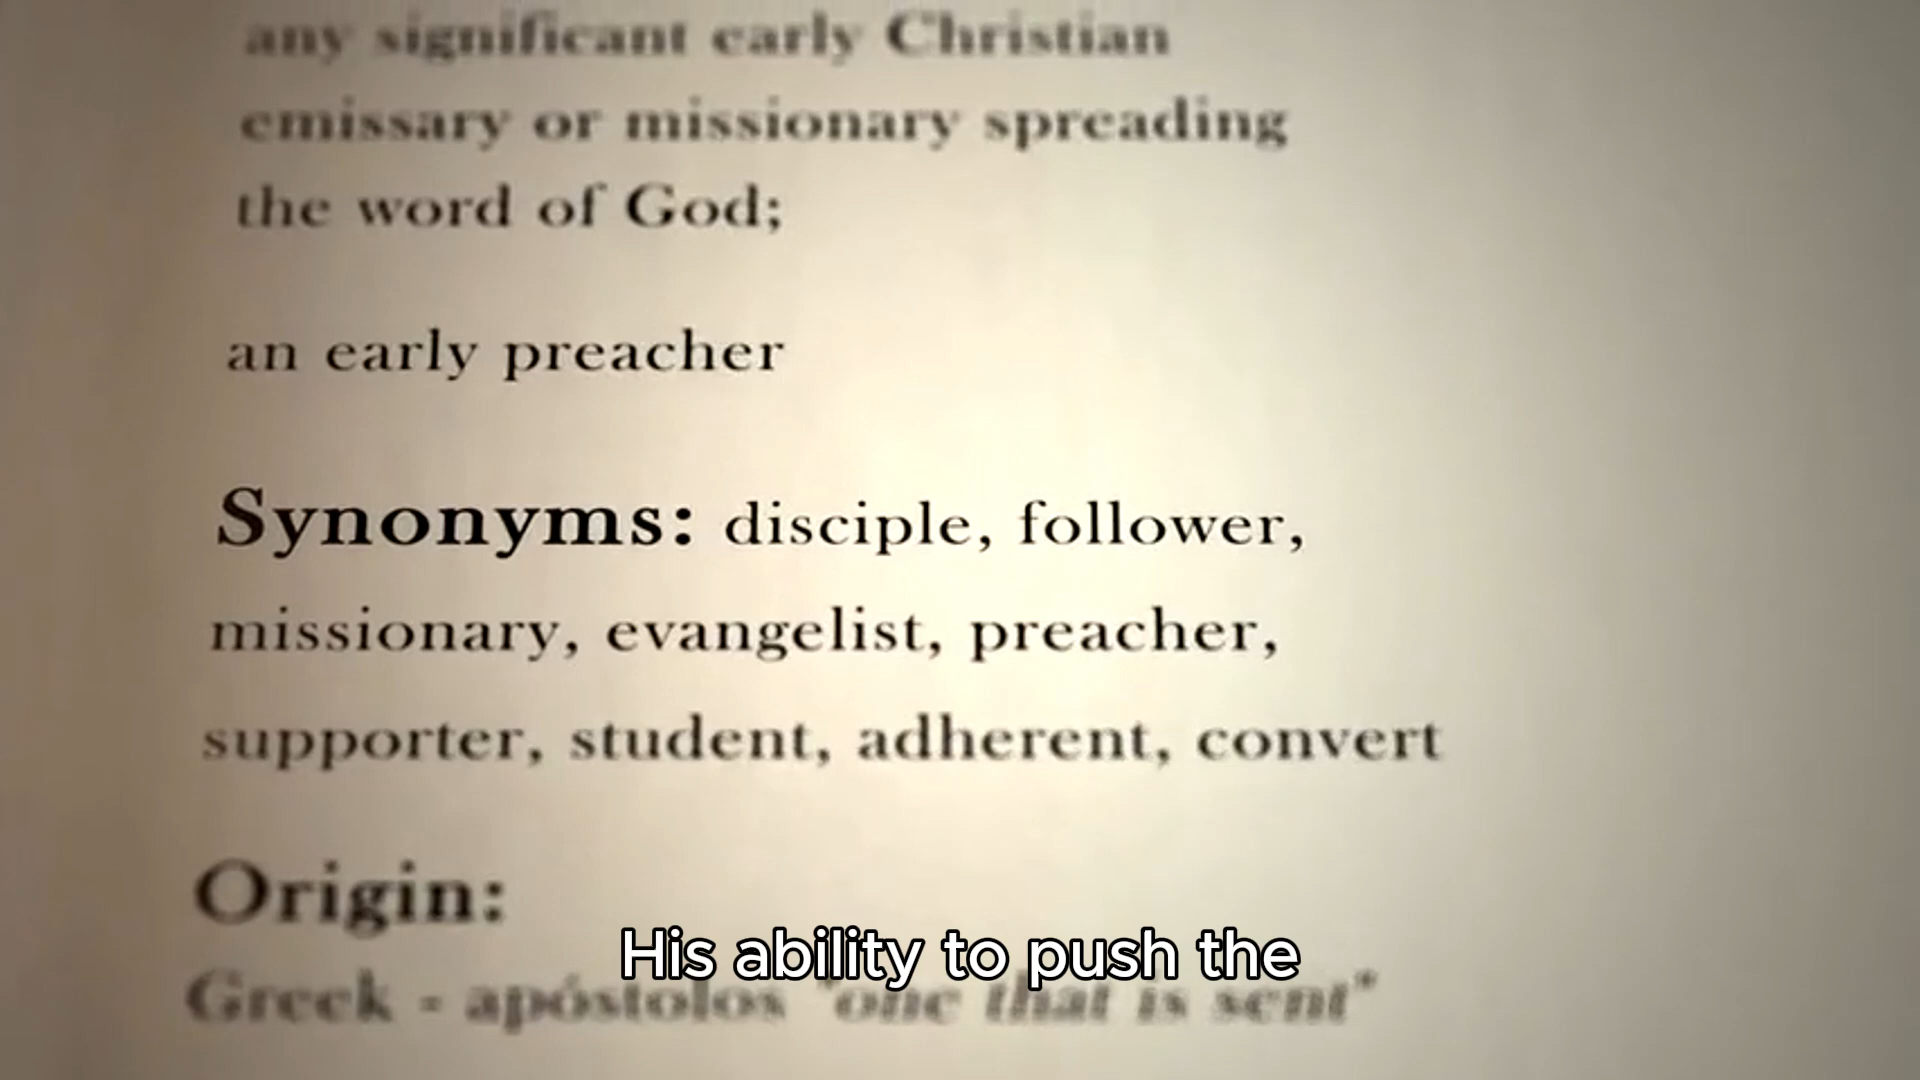 any significant early Christian
emissary or missionary spreading
the word of God;
an early preacher
Synonyms: disciple, follower,
missionary, evangelist, preacher,
supporter, student, adherent, convert
Origin:
His ability to push the
Greek - apóstolos "one that is sent"